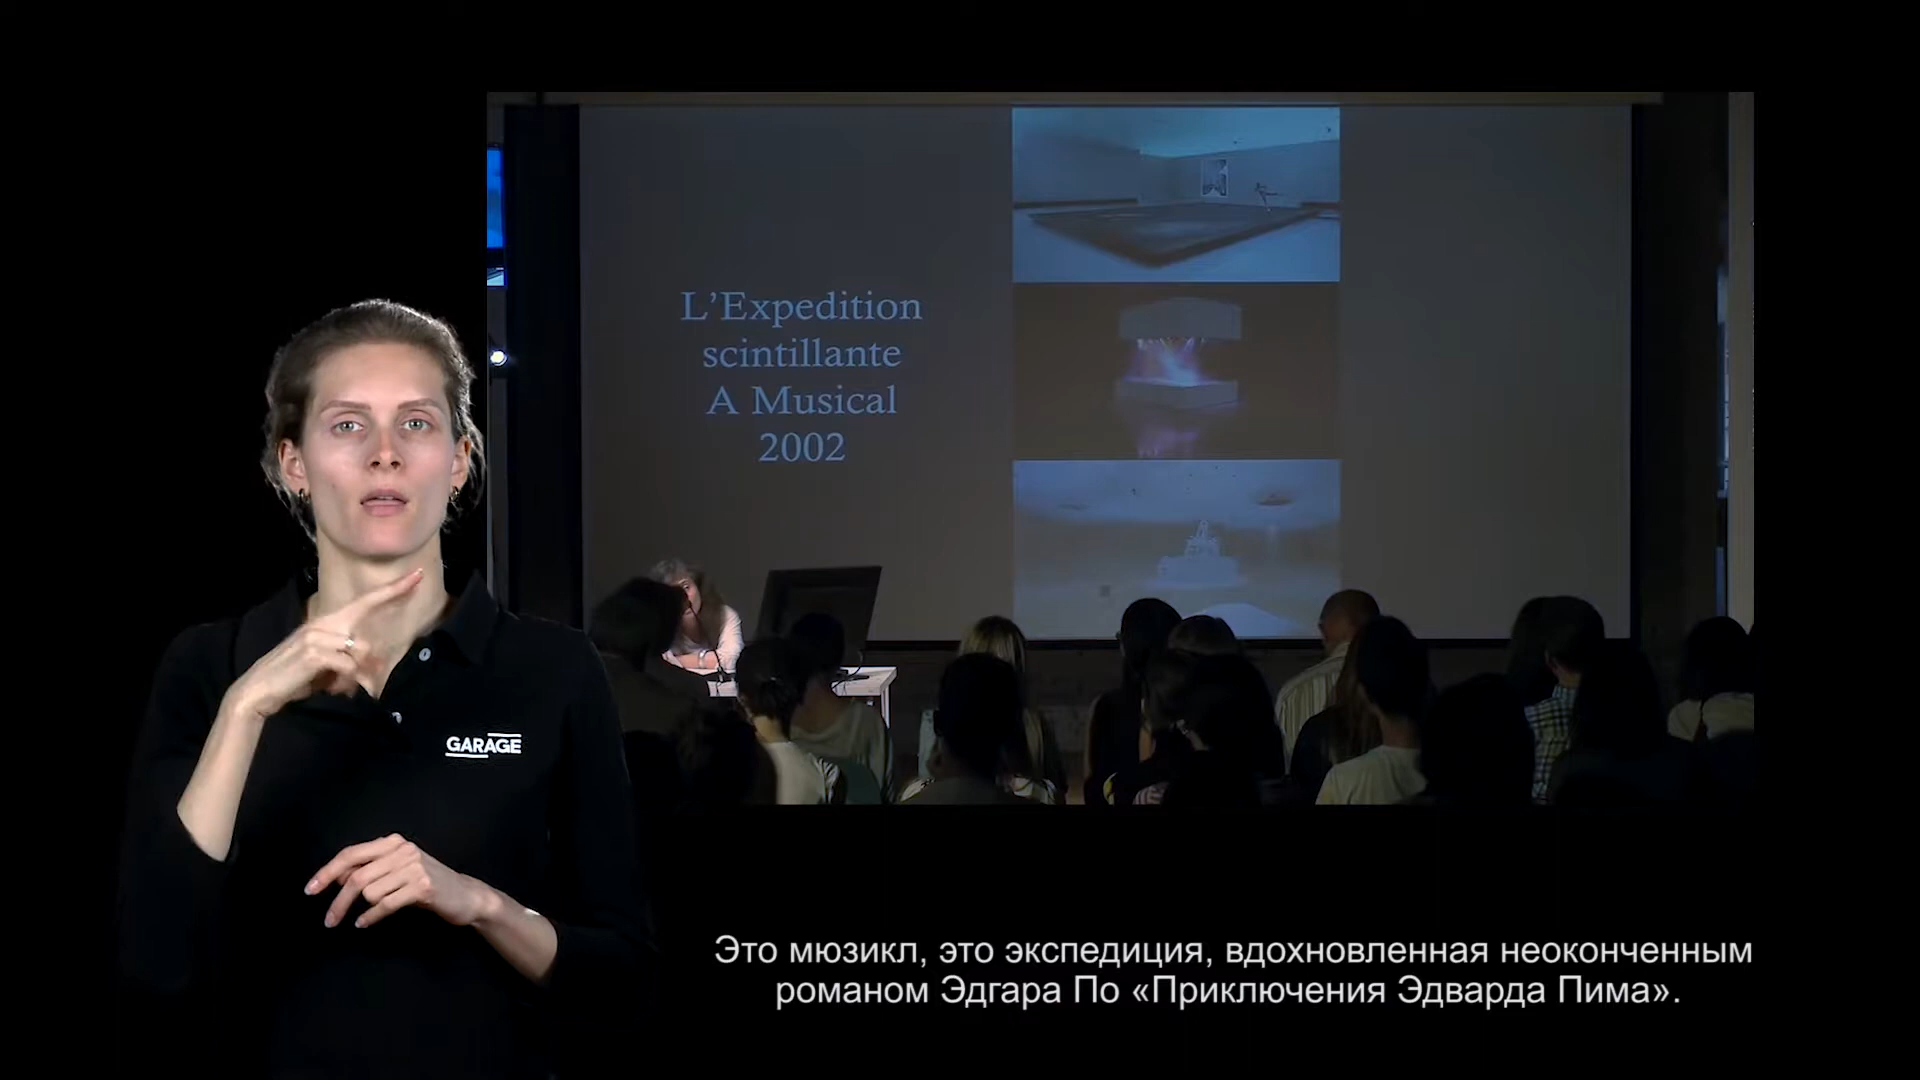 L’Expedition
scintillante
A Musical
2002
GARAGE
Это мюзикл, это экспедиция, вдохновленная неоконченным
романом Эдгара По «Приключения Эдварда Пима».